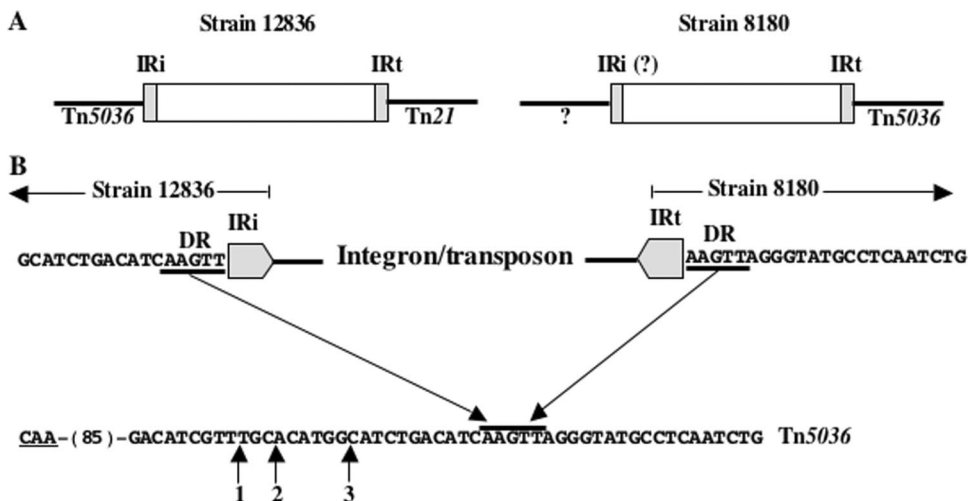 A
Strain 12836 Strain 8180
IRi IRt IRi (?) IRt
Tn5036 Tn21 ? Tn5036
B
Strain 12836 Strain 8180
IRi IRt
DR DR
GCATCTGACATCAAGTT Integron/transposon AAGTTAGGGTATGCCTCAATCTG
CAA-(85)-GACATCGTTTGCACATGGCATCTGACATCAAGTTAGGGTATGCCTCAATCTG Tn5036
1 2 3